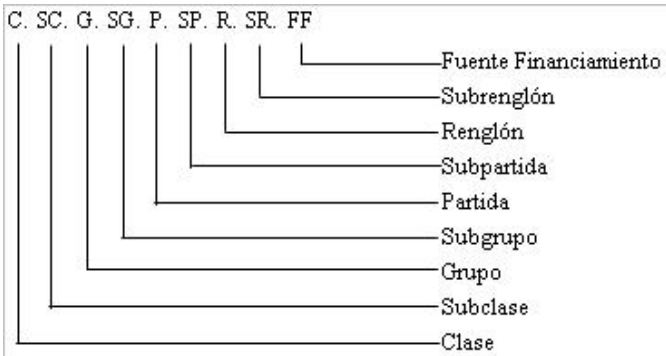 C. SC. G. SG. P. SP. R. SR. FF
Fuente Financiamiento
Subrenglón
Renglón
Subpartida
Partida
Subgrupo
Grupo
Subclase
Clase